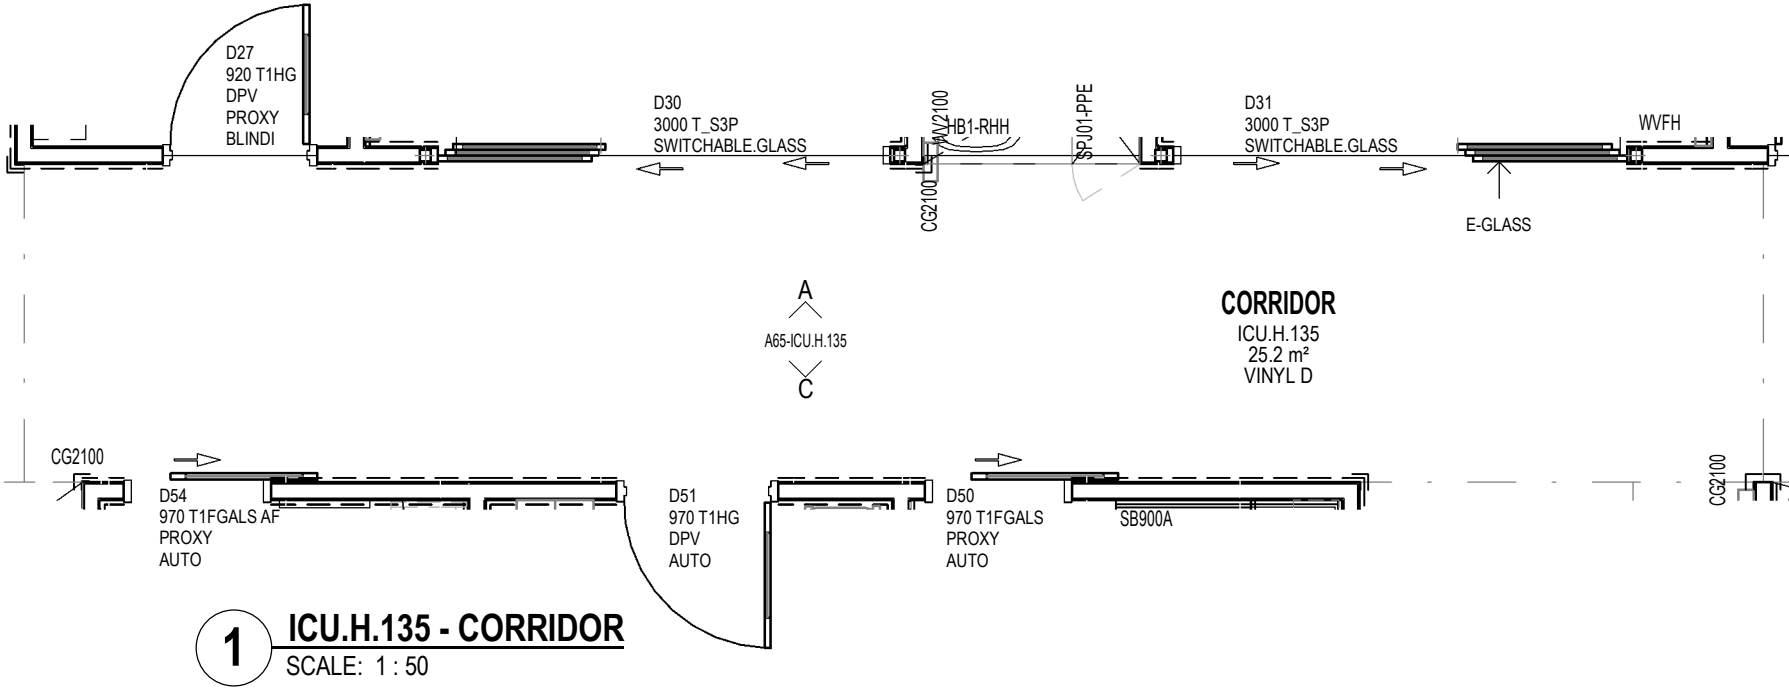 D27
920 T1HG
DPV
PROXY
BLINDI
D30
3000 T_S3P
SWITCHABLE.GLASS
CG2100
HB1-RHH
SPJ01-PPE
D31
3000 T_S3P
SWITCHABLE.GLASS
WVFH
E-GLASS
A
A65-ICU.H.135
C
CORRIDOR
ICU.H.135
25.2 m²
VINYL D
CG2100
D54
970 T1FGALS AF
PROXY
AUTO
D51
970 T1HG
DPV
AUTO
D50
970 T1FGALS
PROXY
AUTO
SB900A
CG2100
1
ICU.H.135 - CORRIDOR
SCALE: 1 : 50